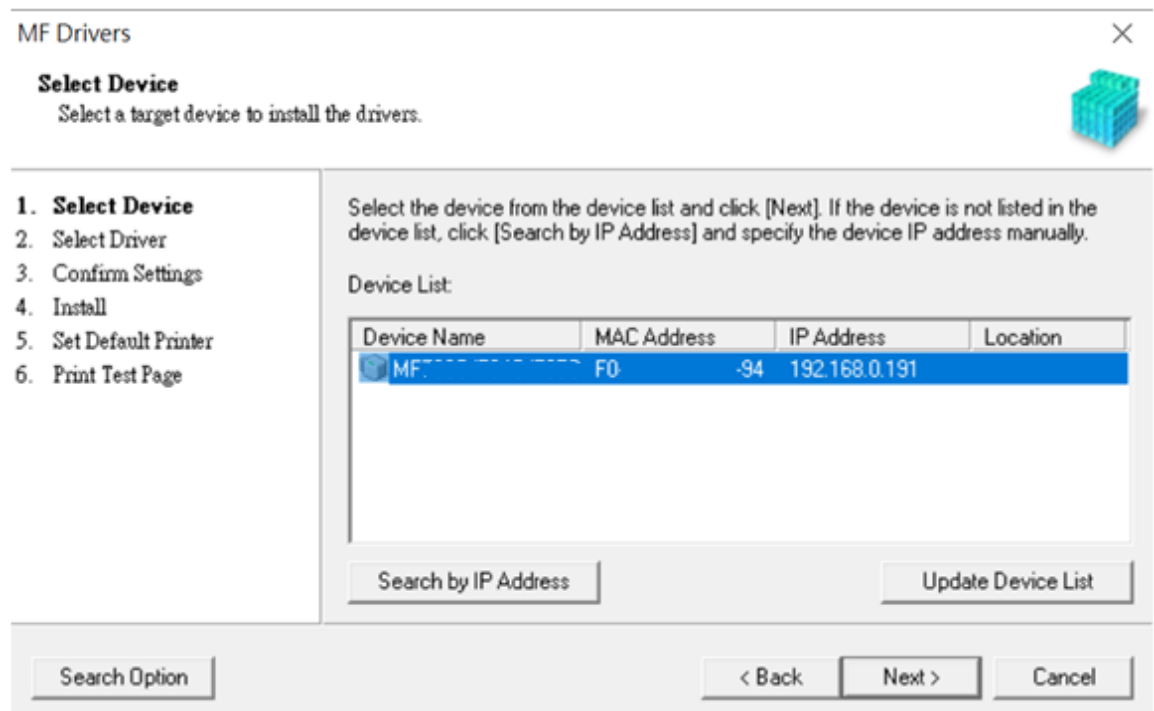 MF Drivers
Select Device
Select a target device to install the drivers.
1. Select Device
2. Select Driver
3. Confirm Settings
4. Install
5. Set Default Printer
6. Print Test Page
Select the device from the device list and click [Next]. If the device is not listed in the
device list, click [Search by IP Address] and specify the device IP address manually.
Device List:
Device Name MAC Address IP Address Location
F0- -94 192.168.0.191
Search by IP Address Update Device List
Search Option < Back Next > Cancel